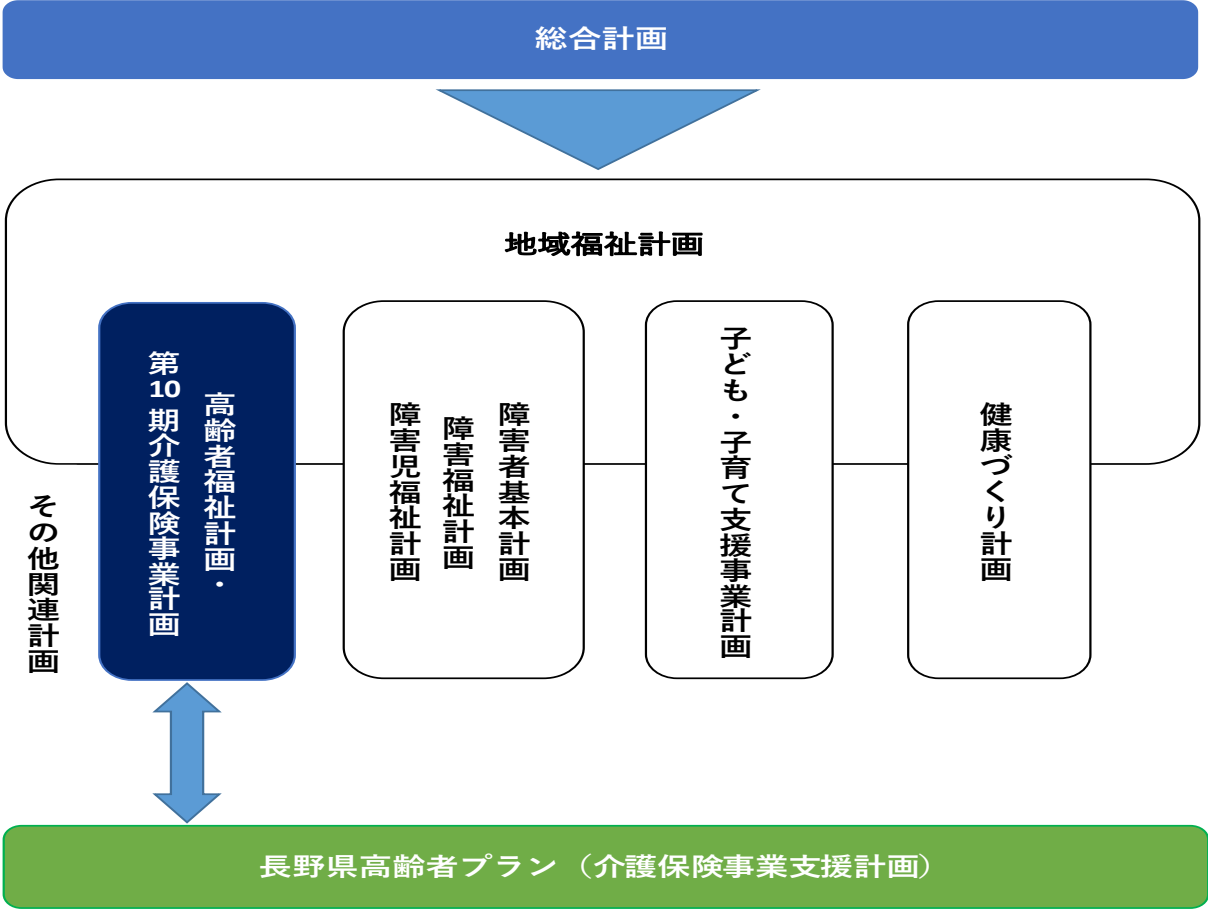 総合計画
地域福祉計画
高齢者福祉計画・
第10期介護保険事業計画
障害者基本計画
障害福祉計画
障害児福祉計画
子ども・子育て支援事業計画
健康づくり計画
その他関連計画
長野県高齢者プラン（介護保険事業支援計画）